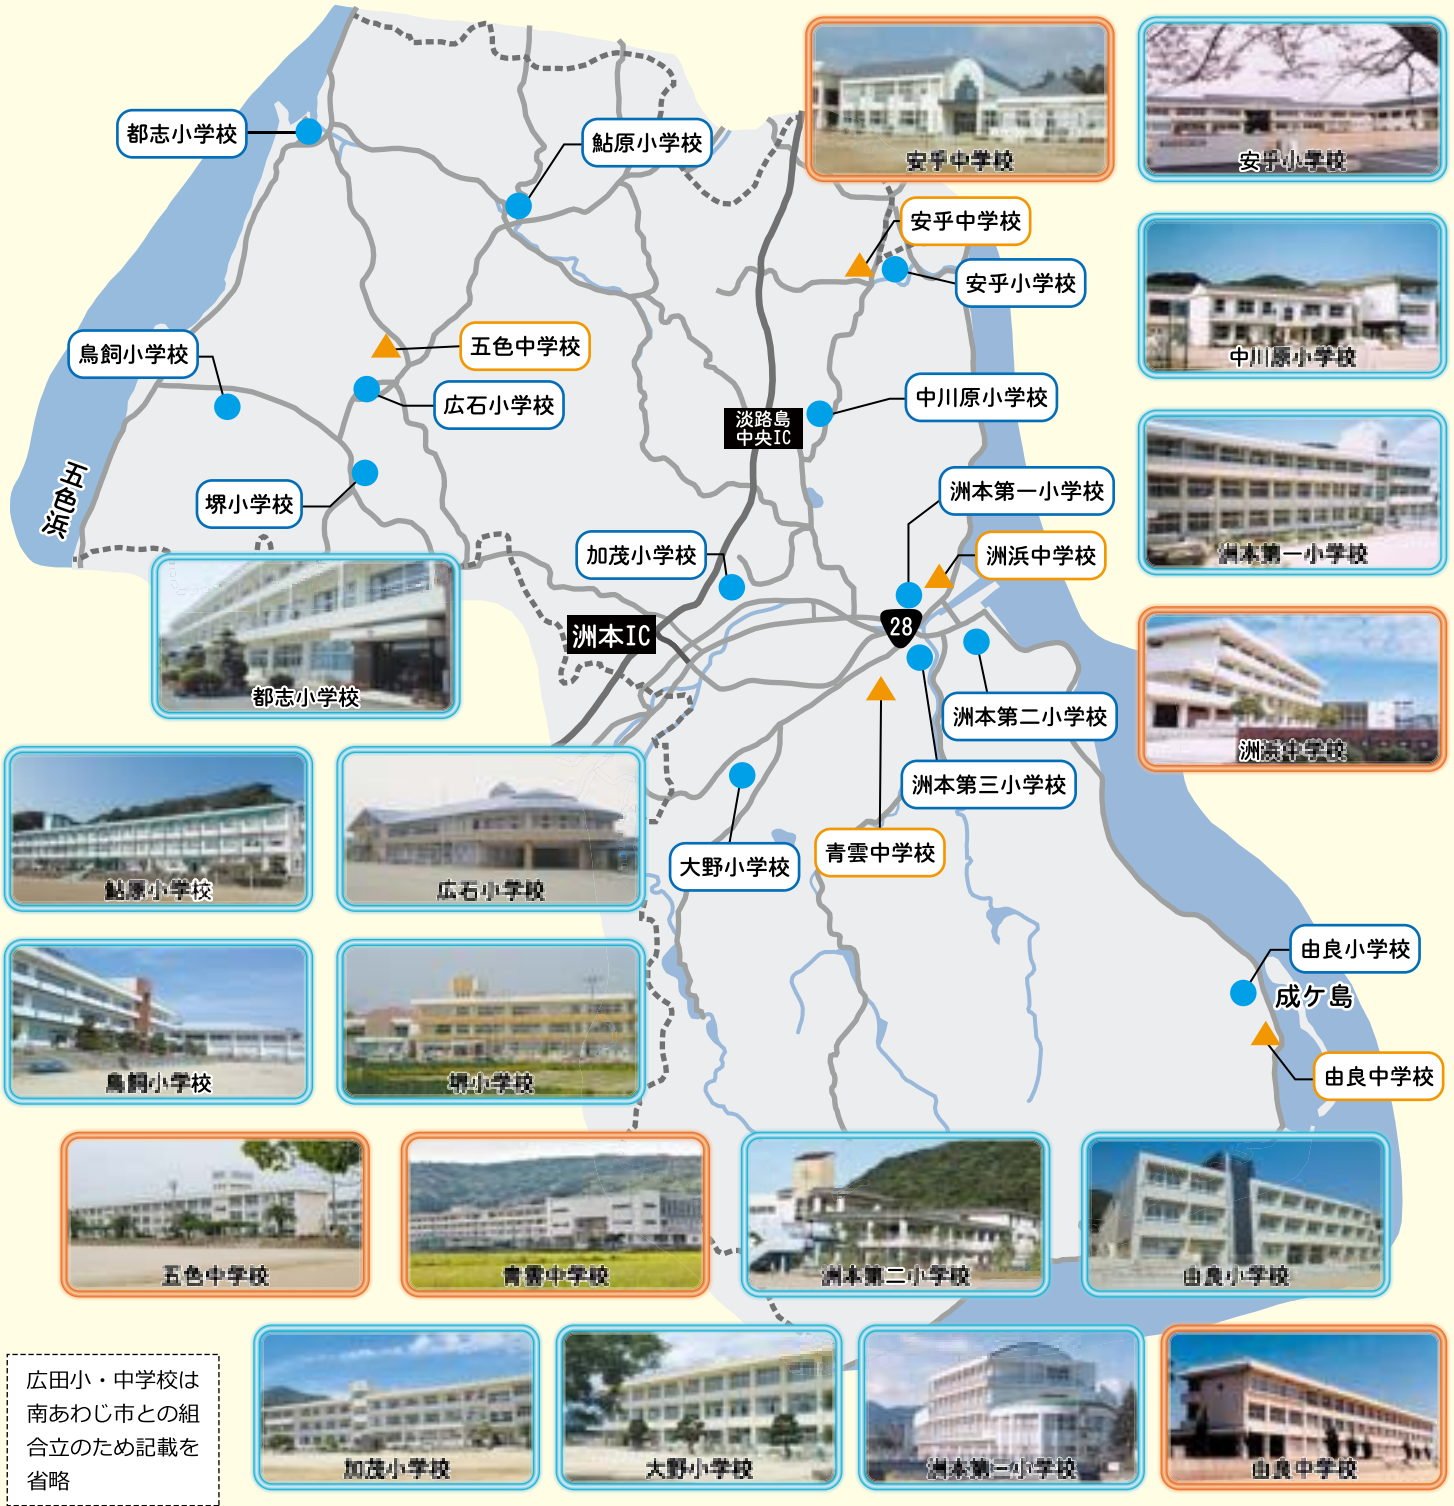 安乎中学校
安乎小学校
都志小学校
鮎原小学校
安乎中学校
安乎小学校
中川原小学校
鳥飼小学校
五色中学校
広石小学校
中川原小学校
淡路島
中央IC
五色浜
堺小学校
洲本第一小学校
洲本第一小学校
加茂小学校
洲浜中学校
洲本IC
28
都志小学校
洲本第二小学校
洲浜中学校
洲本第三小学校
青雲中学校
大野小学校
鮎原小学校
広石小学校
由良小学校
成ケ島
由良中学校
鳥飼小学校
堺小学校
五色中学校
青雲中学校
洲本第二小学校
由良小学校
広田小・中学校は
南あわじ市との組
合立のため記載を
省略
加茂小学校
大野小学校
由良中学校